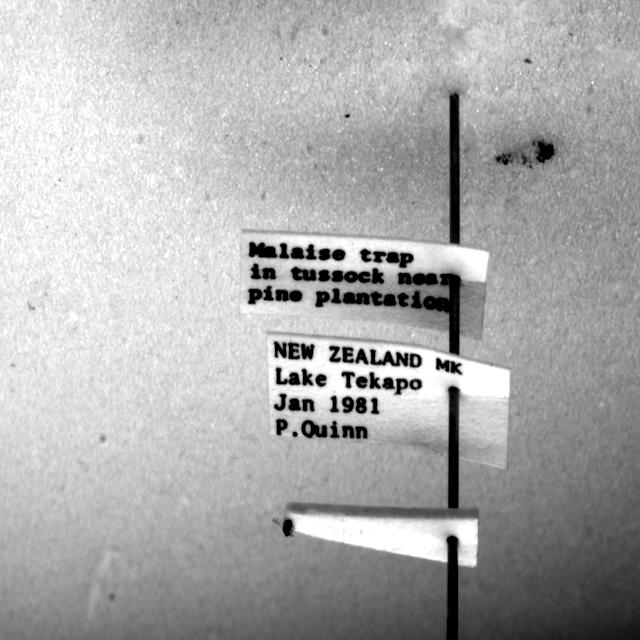 Malaise trap
in tussock near
pine plantation
NEW ZEALAND MK
Lake Tekapo
Jan 1981
P.Quinn